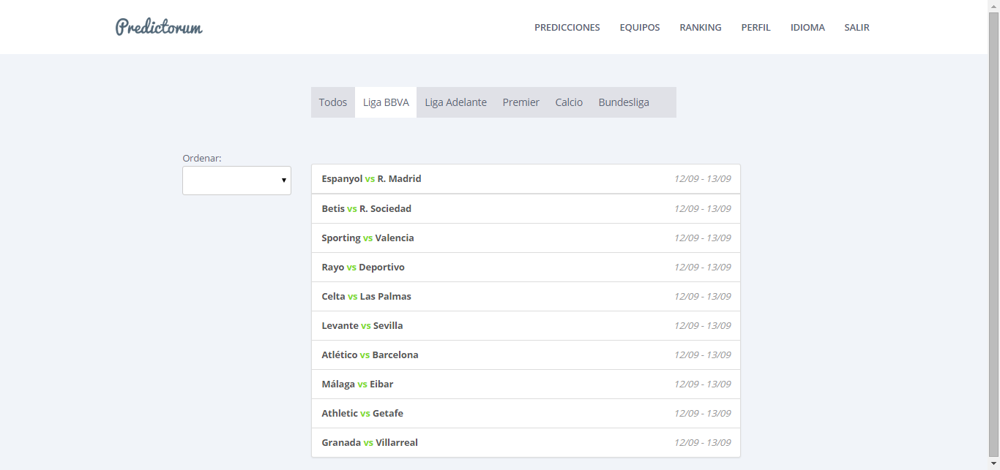 Predictorum
PREDICCIONES EQUIPOS RANKING PERFIL IDIOMA SALIR
Todos Liga BBVA Liga Adelante Premier Calcio Bundesliga
Ordenar:
Espanyol vs R. Madrid 12/09 - 13/09
Betis vs R. Sociedad 12/09 - 13/09
Sporting vs Valencia 12/09 - 13/09
Rayo vs Deportivo 12/09 - 13/09
Celta vs Las Palmas 12/09 - 13/09
Levante vs Sevilla 12/09 - 13/09
Atlético vs Barcelona 12/09 - 13/09
Málaga vs Eibar 12/09 - 13/09
Athletic vs Getafe 12/09 - 13/09
Granada vs Villarreal 12/09 - 13/09